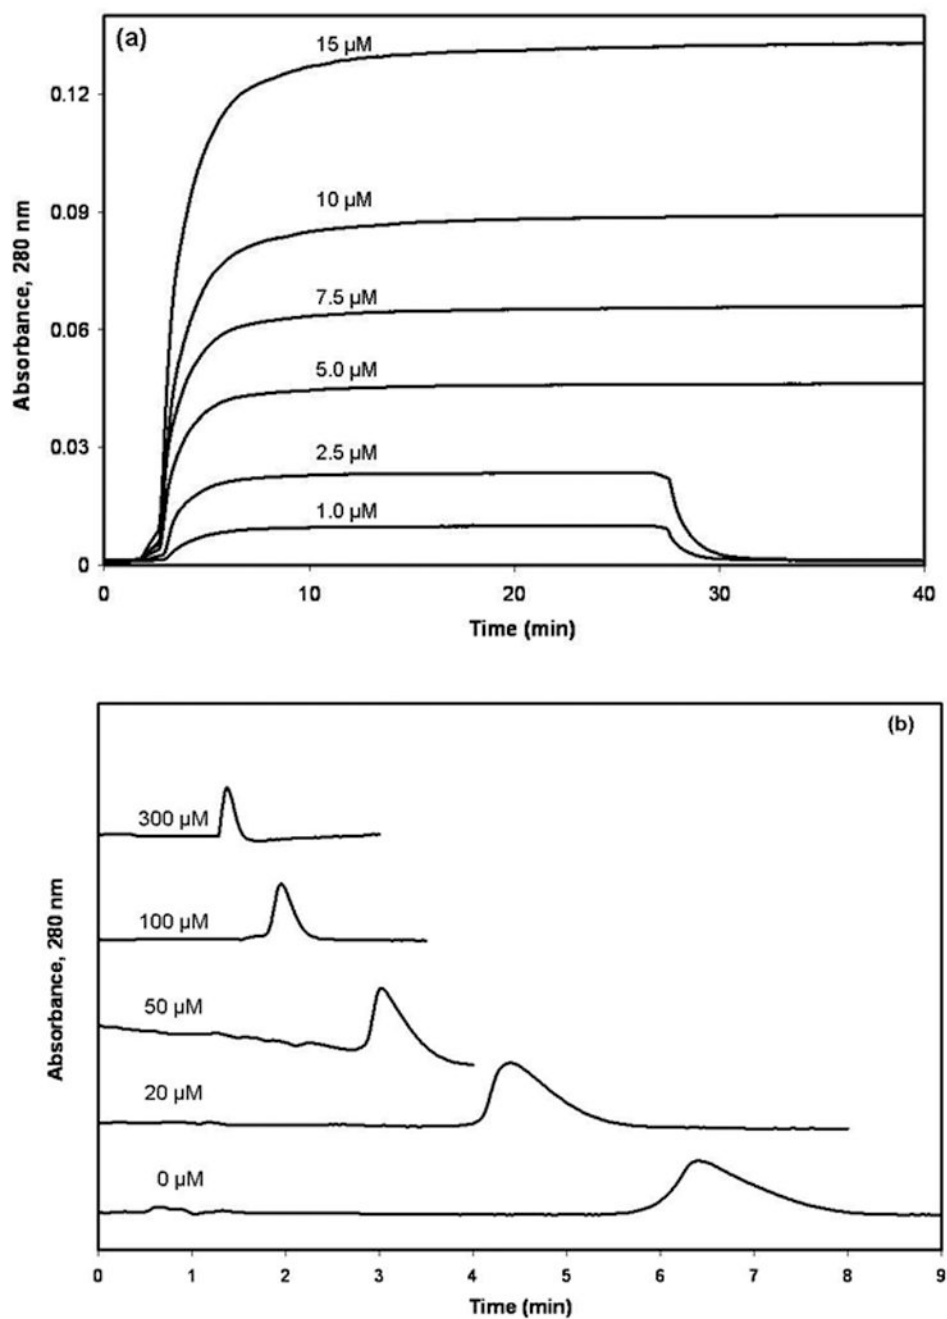 (a)
15 µM
0.12
10 µM
0.09
7.5 µM
0.06
5.0 µM
0.03
2.5 µM
1.0 µM
0
0 10 20 30 40
Absorbance, 280 nm
Time (min)
(b)
300 µM
100 µM
50 µM
20 µM
0 µM
Absorbance, 280 nm
0 1 2 3 4 5 6 7 8 9
Time (min)